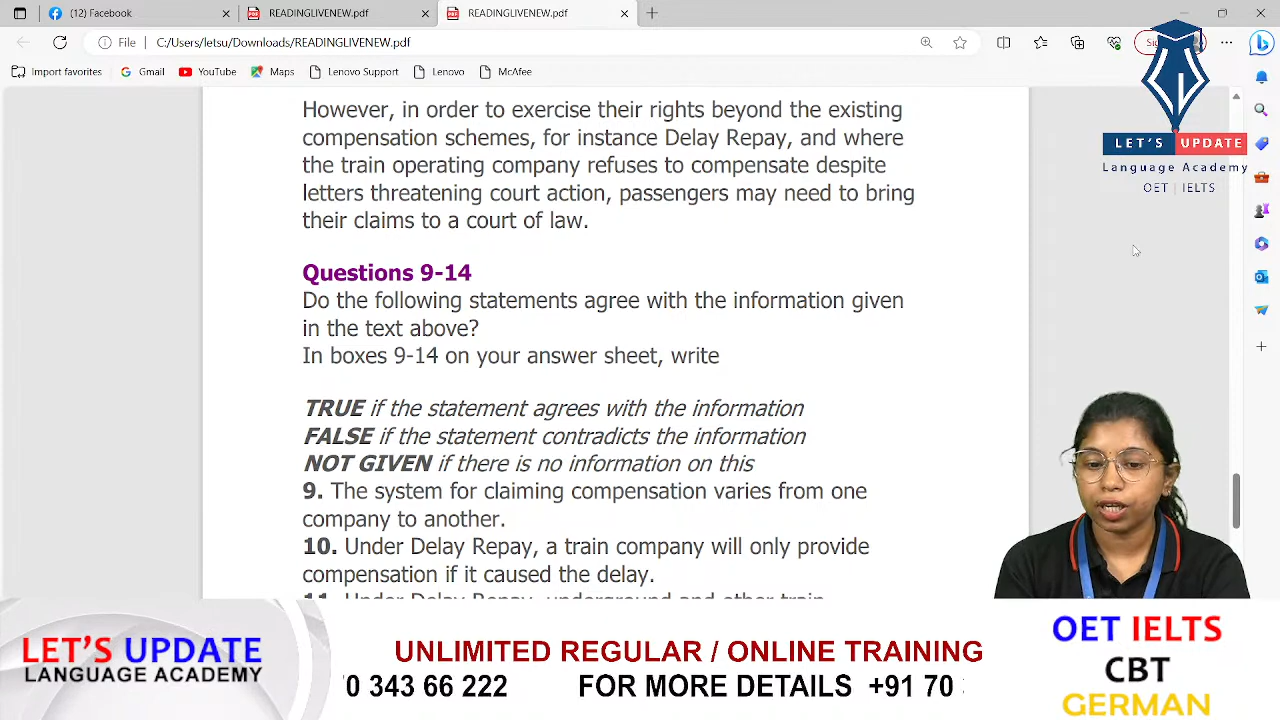 (12) Facebook
READINGLIVENEW.pdf
READINGLIVENEW.pdf
File
C:/Users/letsu/Downloads/READINGLIVENEW.pdf
Import favorites
Gmail
YouTube
Maps
Lenovo Support
Lenovo
McAfee
LET'S UPDATE
Language Academy
OET | IELTS
However, in order to exercise their rights beyond the existing
compensation schemes, for instance Delay Repay, and where
the train operating company refuses to compensate despite
letters threatening court action, passengers may need to bring
their claims to a court of law.
Questions 9-14
Do the following statements agree with the information given
in the text above?
In boxes 9-14 on your answer sheet, write
TRUE if the statement agrees with the information
FALSE if the statement contradicts the information
NOT GIVEN if there is no information on this
9. The system for claiming compensation varies from one
company to another.
10. Under Delay Repay, a train company will only provide
compensation if it caused the delay.
11. Under Delay Repay, underground and other train
LET'S UPDATE
LANGUAGE ACADEMY
UNLIMITED REGULAR / ONLINE TRAINING
0 343 66 222 FOR MORE DETAILS +91 70
OET IELTS
CBT
GERMAN